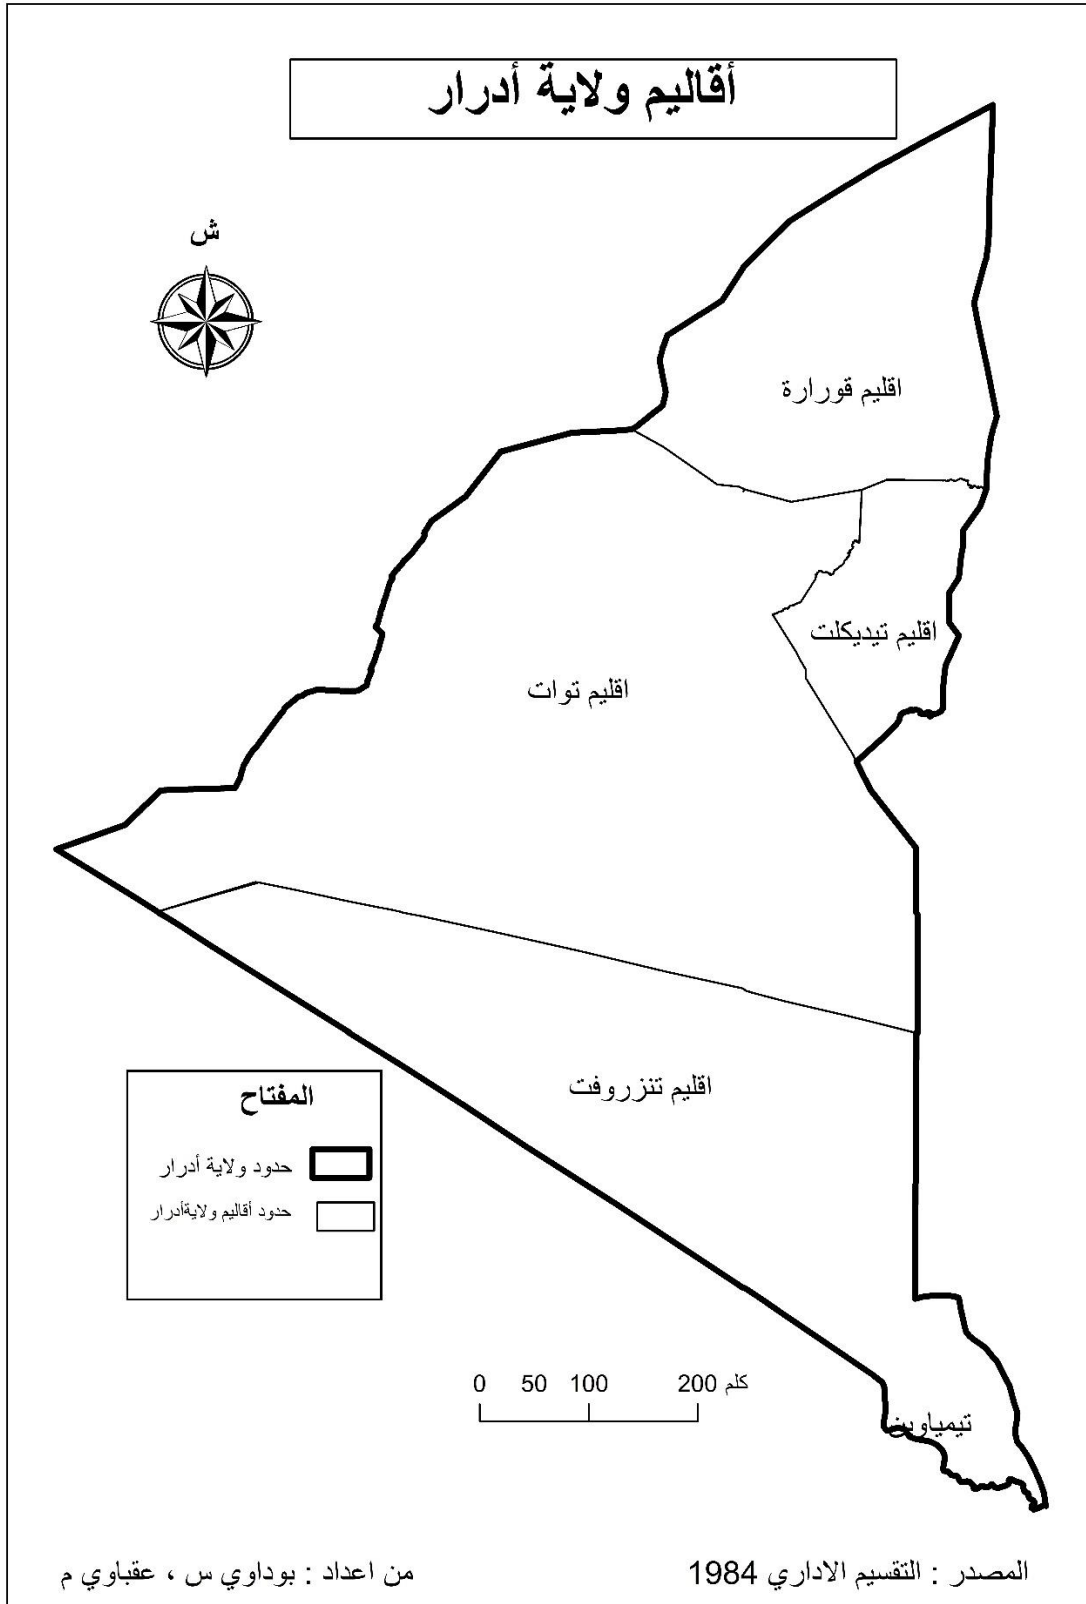 أقاليم ولاية أدرار
ش
اقليم قورارة
اقليم تيديكلت
اقليم توات
اقليم تنزروفت
المفتاح
حدود ولاية أدرار
حدود أقاليم ولايةأدرار
0 50 100 200 كلم
تيمياوين
المصدر : التقسيم الاداري 1984
من اعداد : بوداوي س ، عقباوي م